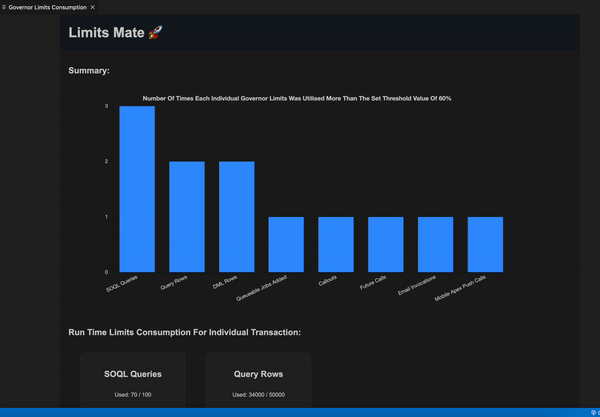 Governor Limits Consumption
Limits Mate 🚀
Summary:
Number Of Times Each Individual Governor Limits Was Utilised More Than The Set Threshold Value Of 60%
3
2
1
0
SOQL Queries
Query Rows
DML Rows
Queueable Jobs Added
Callouts
Future Calls
Email Invocations
Mobile Apex Push Calls
Run Time Limits Consumption For Individual Transaction:
SOQL Queries Query Rows
Used: 70 / 100 Used: 34000 / 50000